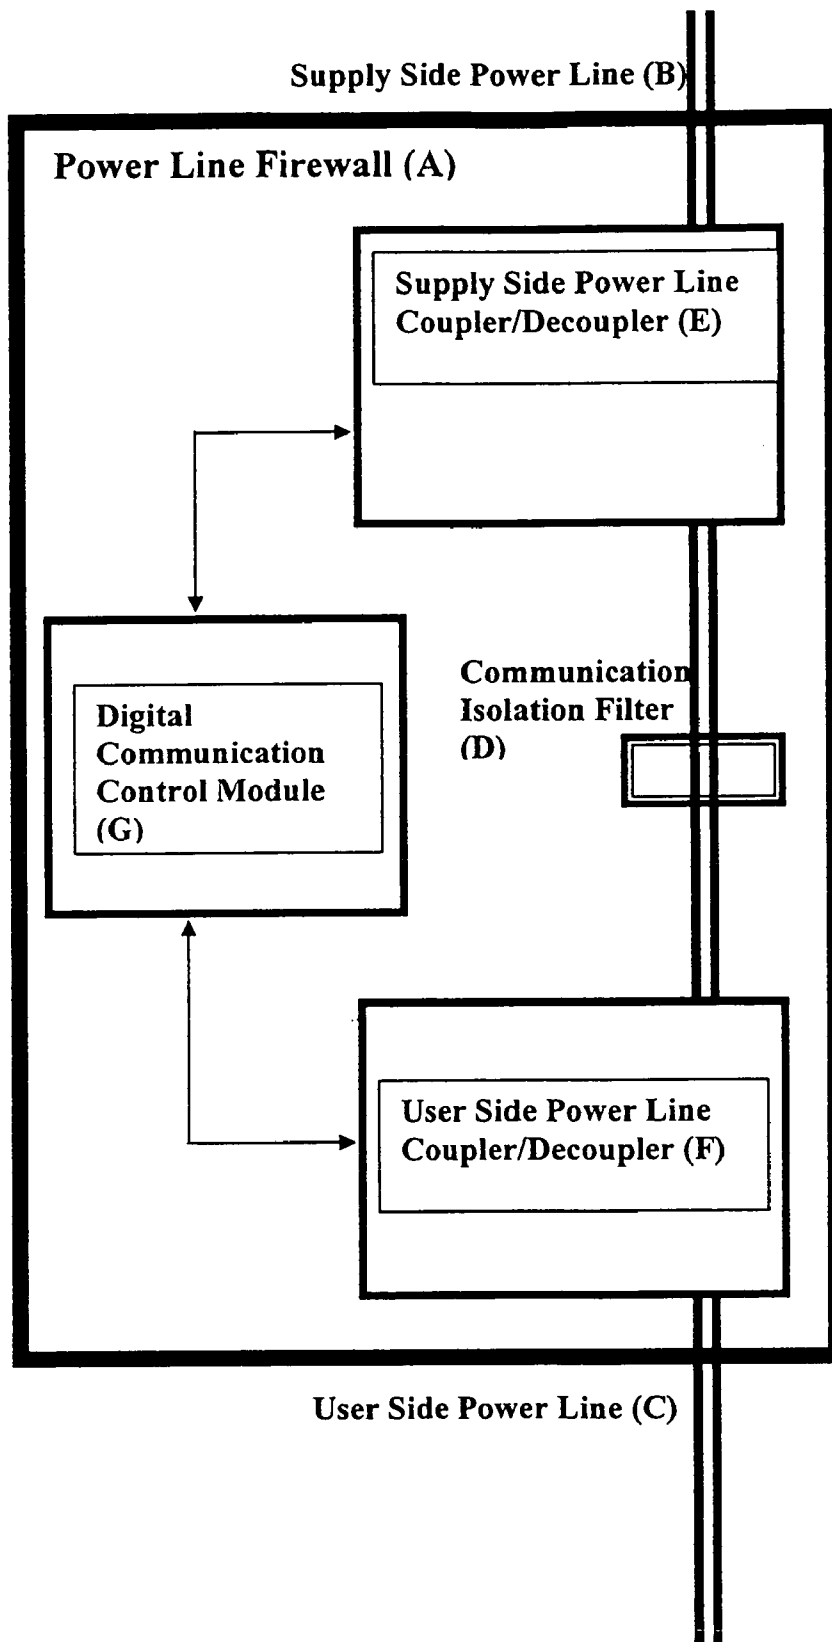 Supply Side Power Line (B)
Power Line Firewall (A)
Supply Side Power Line
Coupler/Decoupler (E)
Communication
Isolation Filter
(D)
Digital
Communication
Control Module
(G)
User Side Power Line
Coupler/Decoupler (F)
User Side Power Line (C)